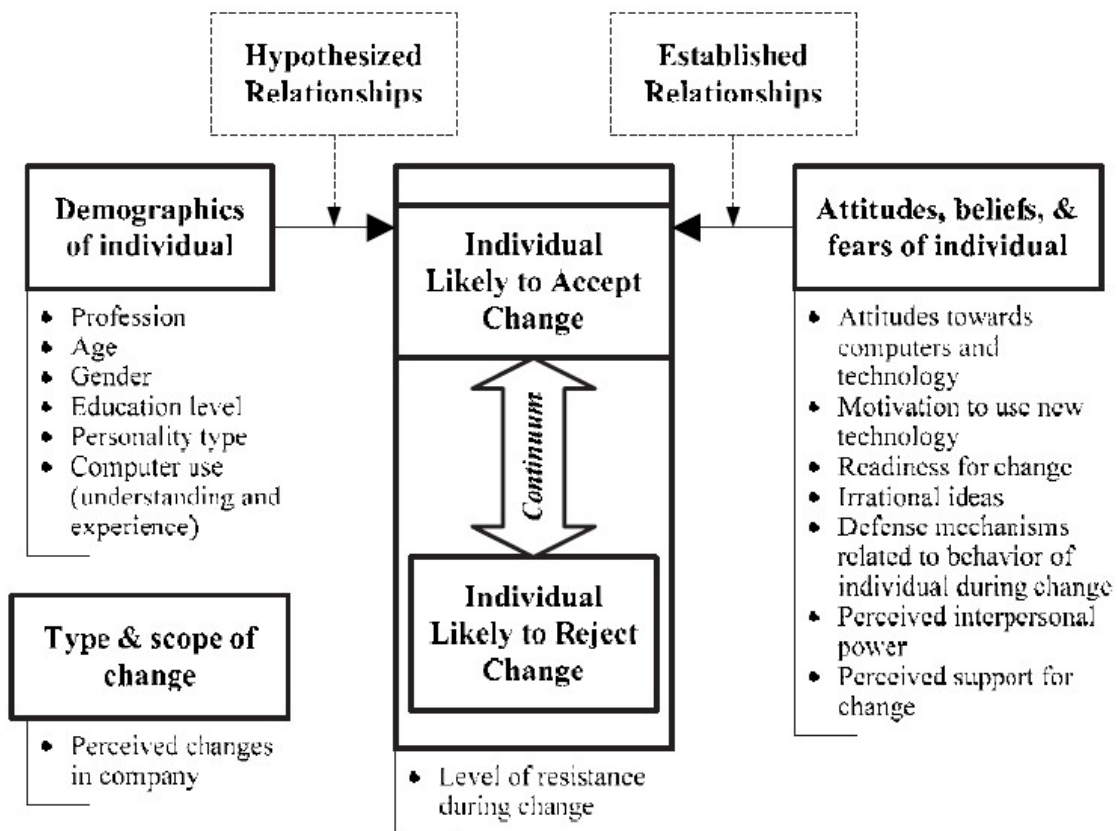 Hypothesized
Relationships
Established
Relationships
Demographics
of individual
• Profession
• Age
• Gender
• Education level
• Personality type
• Computer use
(understanding and
experience)
Type & scope of
change
• Perceived changes
in company
Individual
Likely to Accept
Change
Continuum
Individual
Likely to Reject
Change
• Level of resistance
during change
Attitudes, beliefs, &
fears of individual
• Attitudes towards
computers and
technology
• Motivation to use new
technology
• Readiness for change
• Irrational ideas
• Defense mechanisms
related to behavior of
individual during change
• Perceived interpersonal
power
• Perceived support for
change